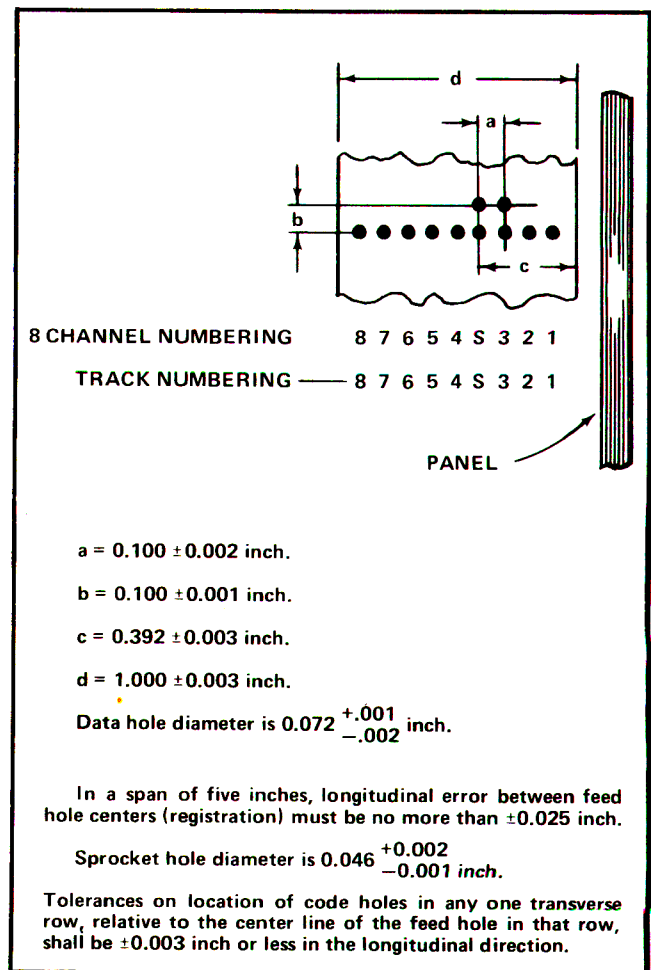 d
a
b
c
8 CHANNEL NUMBERING 8 7 6 5 4 S 3 2 1
TRACK NUMBERING 8 7 6 5 4 S 3 2 1
PANEL
a = 0.100 ±0.002 inch.
b = 0.100 ±0.001 inch.
c = 0.392 ±0.003 inch.
d = 1.000 ±0.003 inch.
Data hole diameter is 0.072 +.001 −.002 inch.
In a span of five inches, longitudinal error between feed
hole centers (registration) must be no more than ±0.025 inch.
Sprocket hole diameter is 0.046 +0.002 −0.001 inch.
Tolerances on location of code holes in any one transverse
row, relative to the center line of the feed hole in that row,
shall be ±0.003 inch or less in the longitudinal direction.